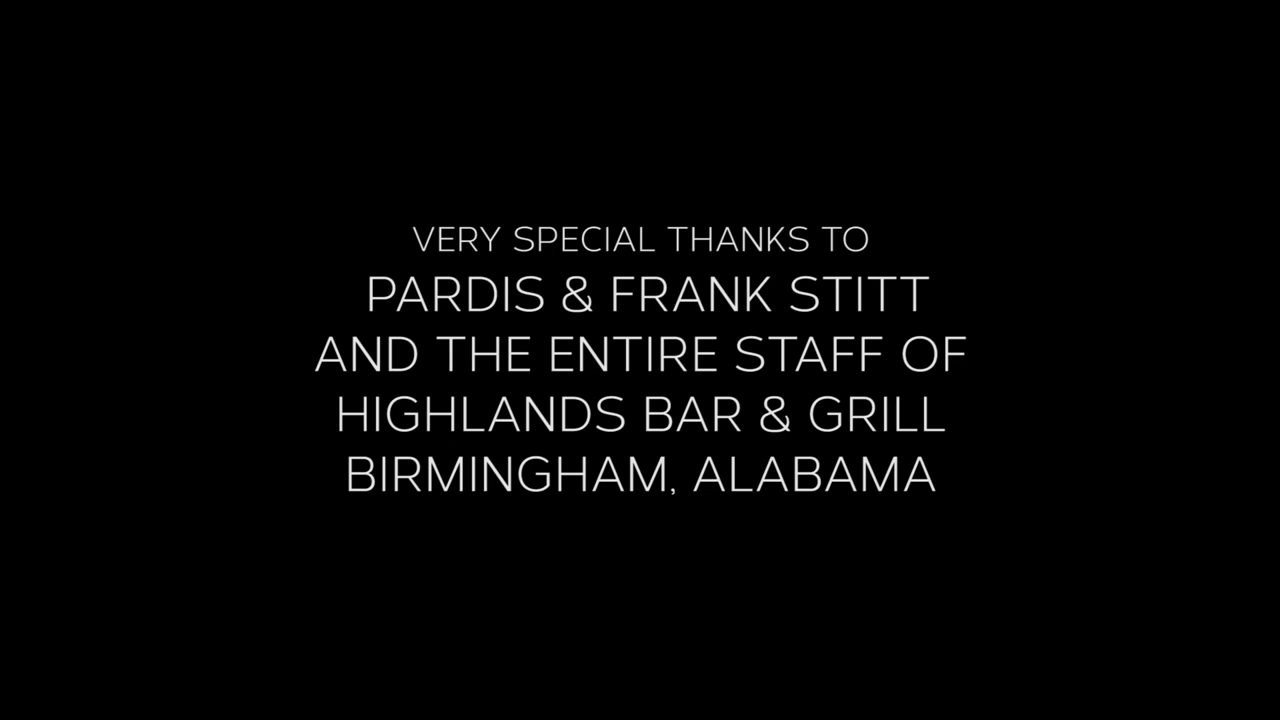 VERY SPECIAL THANKS TO
PARDIS & FRANK STITT
AND THE ENTIRE STAFF OF
HIGHLANDS BAR & GRILL
BIRMINGHAM, ALABAMA